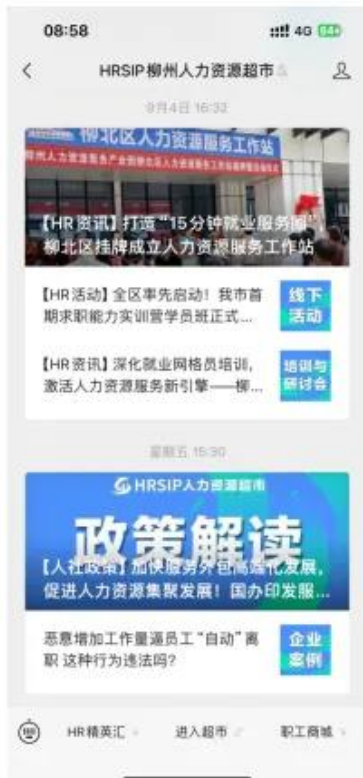 08:58
4G 64+
HRSIP柳州人力资源超市
9月4日 16:32
柳北区人力资源服务工作站
【HR资讯】打造“15分钟就业服务圈”，
柳北区挂牌成立人力资源服务工作站
【HR活动】全区率先启动！我市首
期求职能力实训营学员班正式...
线下
活动
【HR资讯】深化就业网格员培训，
激活人力资源服务新引擎——柳...
培训与
研讨会
星期五 15:30
HRSIP人力资源超市
政策解读
【人社政策】加快服务外包高端化发展，
促进人力资源集聚发展！国办印发服...
恶意增加工作量逼员工“自动”离
职 这种行为违法吗?
企业
案例
HR精英汇
进入超市
职工商城